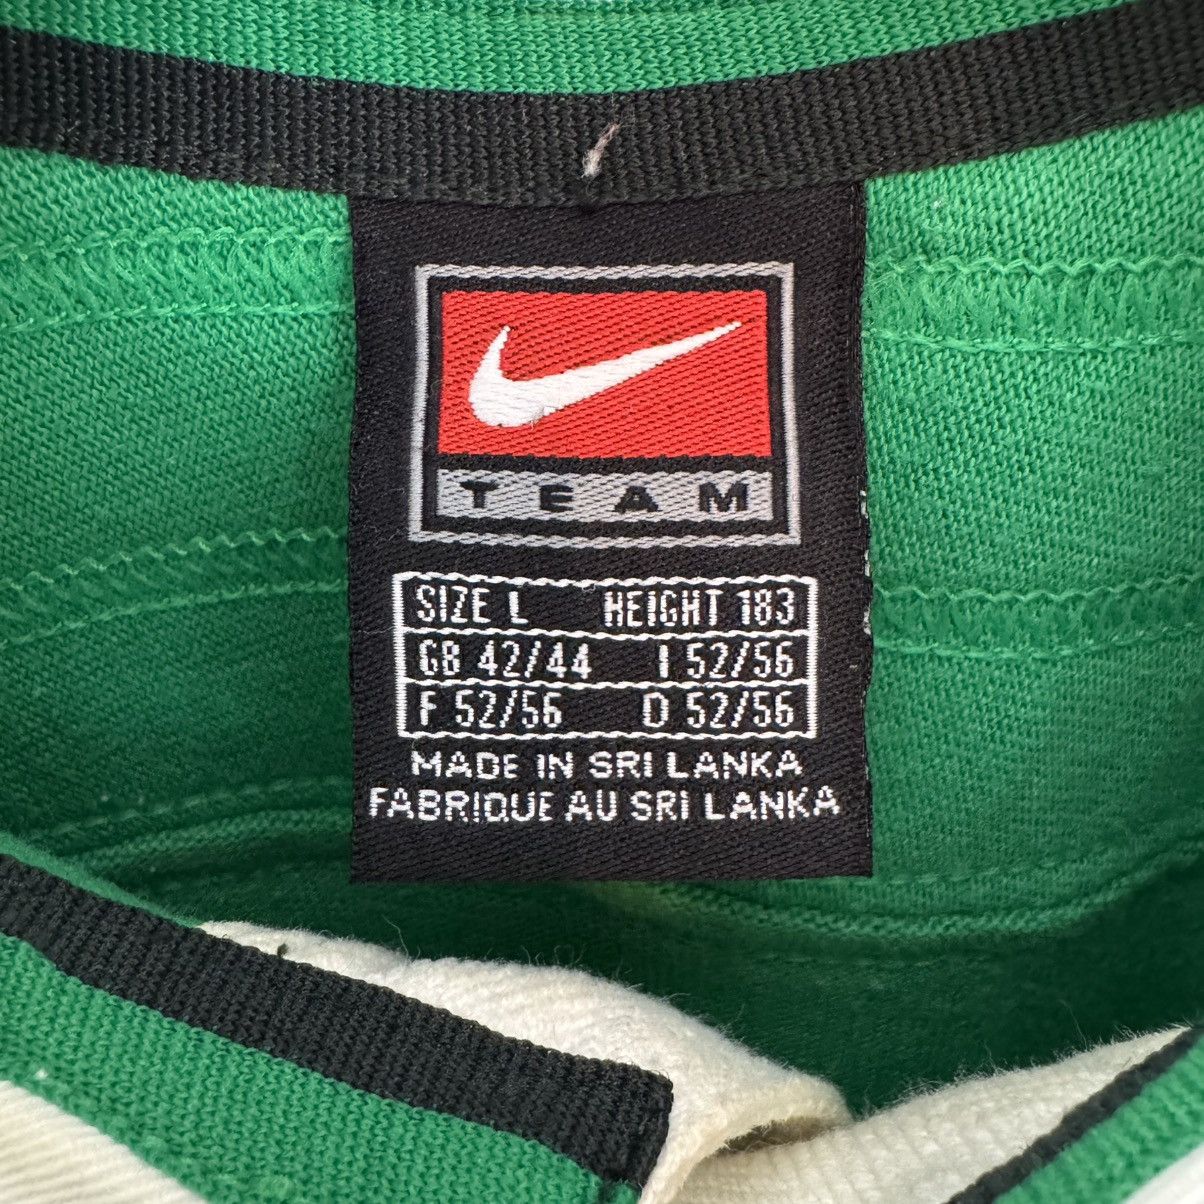 TEAM
SIZE L HEIGHT 183
GB 42/44 I 52/56
F 52/56 D 52/56
MADE IN SRI LANKA
FABRIQUE AU SRI LANKA